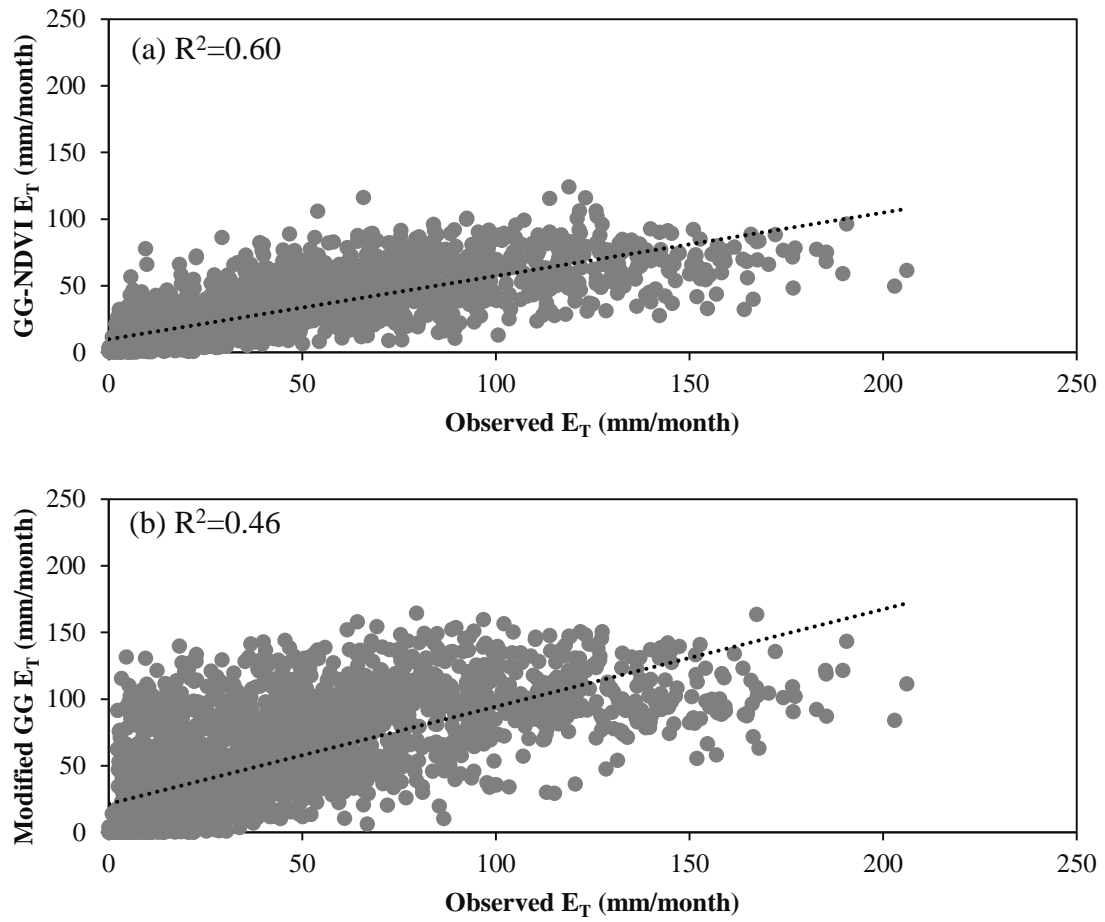 (a) R²=0.60
GG-NDVI E_T (mm/month)
250
200
150
100
50
0
0 50 100 150 200 250
Observed E_T (mm/month)
(b) R²=0.46
Modified GG E_T (mm/month)
250
200
150
100
50
0
0 50 100 150 200 250
Observed E_T (mm/month)